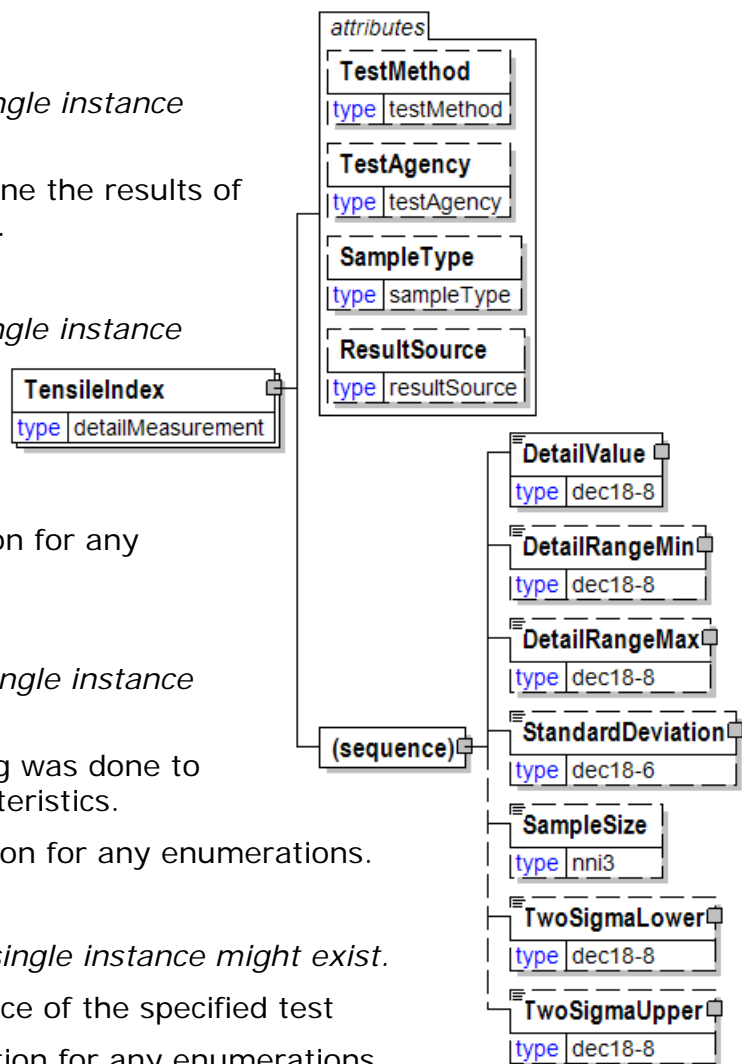 ngle instance
ne the results of
.
ngle instance
on for any
ngle instance
g was done to
teristics.
on for any enumerations.
single instance might exist.
ce of the specified test
tion for any enumerations
attributes
TestMethod
type testMethod
TestAgency
type testAgency
SampleType
type sampleType
ResultSource
type resultSource
TensileIndex
type detailMeasurement
(sequence)
DetailValue
type dec18-8
DetailRangeMin
type dec18-8
DetailRangeMax
type dec18-8
StandardDeviation
type dec18-6
SampleSize
type nni3
TwoSigmaLower
type dec18-8
TwoSigmaUpper
type dec18-8